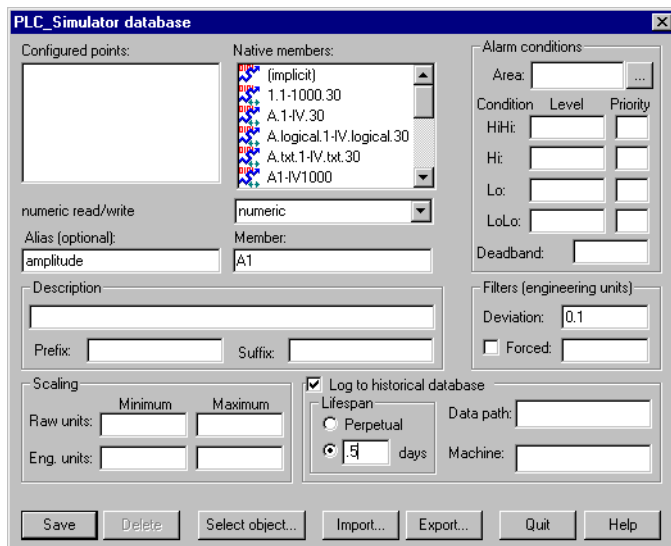 PLC_Simulator database
Configured points:
Native members:
(implicit)
1.1-1000.30
A.1-IV.30
A.logical.1-IV.logical.30
A.txt.1-IV.txt.30
A1-IV1000
numeric read/write
numeric
Alias (optional):
Member:
amplitude
A1
Alarm conditions
Area:
...
Condition Level Priority
HiHi:
Hi:
Lo:
LoLo:
Deadband:
Description
Prefix:
Suffix:
Filters (engineering units)
Deviation: 0.1
Forced:
Scaling
Minimum Maximum
Raw units:
Eng. units:
Log to historical database
Lifespan
Perpetual
.5 days
Data path:
Machine:
Save Delete Select object... Import... Export... Quit Help